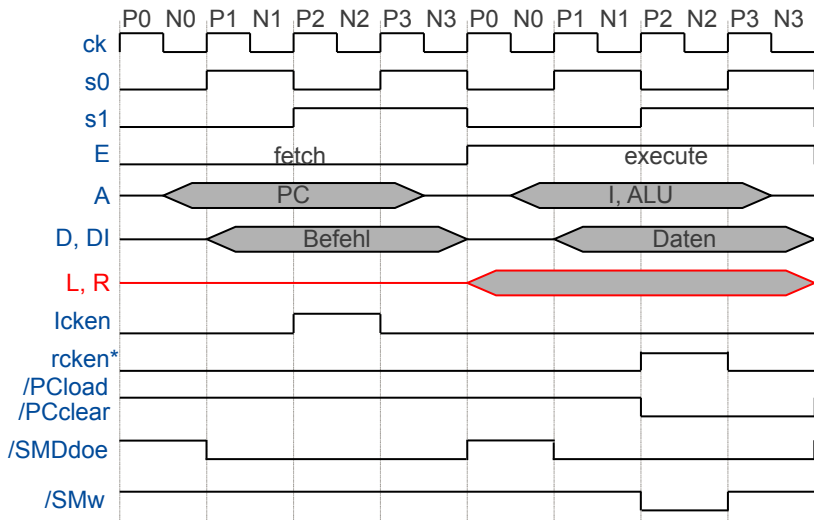 P0 N0 P1 N1 P2 N2 P3 N3 P0 N0 P1 N1 P2 N2 P3 N3
ck
s0
s1
E fetch execute
A PC I, ALU
D, DI Befehl Daten
L, R
Icken
rcken*
/PCload
/PCclear
/SMDdoe
/SMw